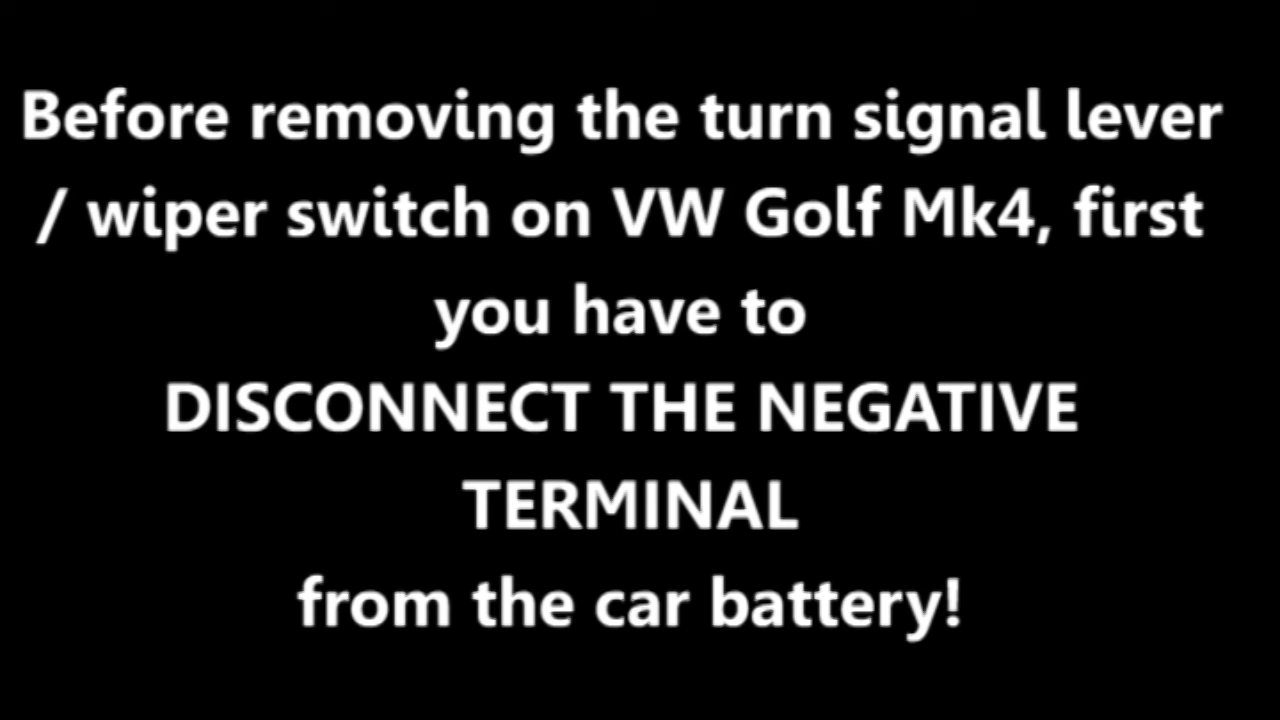 Before removing the turn signal lever
/ wiper switch on VW Golf Mk4, first
you have to
DISCONNECT THE NEGATIVE
TERMINAL
from the car battery!